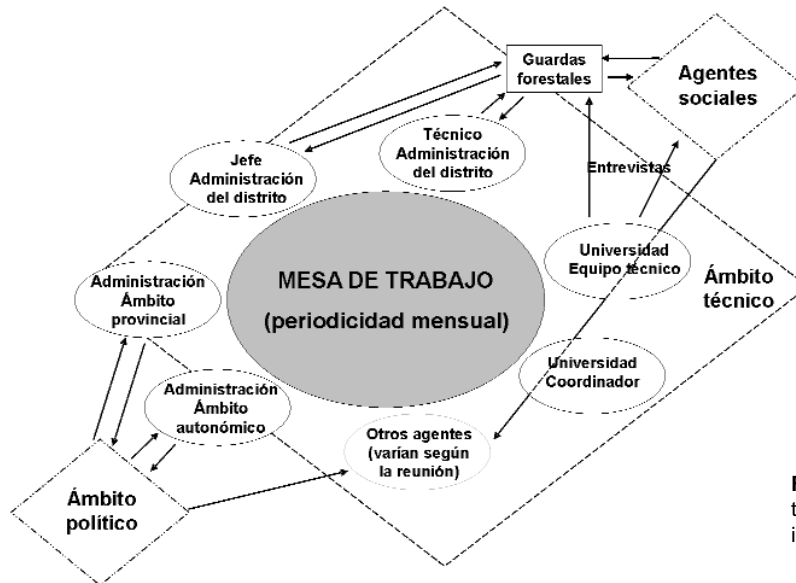 Guardas
forestales
Agentes
sociales
Técnico
Administración
del distrito
Jefe
Administración
del distrito
Entrevistas
Universidad
Equipo técnico
Ámbito
técnico
MESA DE TRABAJO
(periodicidad mensual)
Administración
Ámbito
provincial
Universidad
Coordinador
Administración
Ámbito
autonómico
Otros agentes
(varían según
la reunión)
Ámbito
político